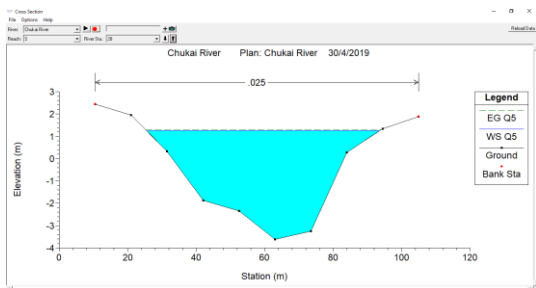 Cross Section
File Options Help
River: Chukai River
Reload Data
Reach: 3 River Sta.: 28
Chukai River Plan: Chukai River 30/4/2019
.025
Legend
EG Q5
WS Q5
Ground
Bank Sta
Elevation (m)
3
2
1
0
-1
-2
-3
-4
0 20 40 60 80 100 120
Station (m)